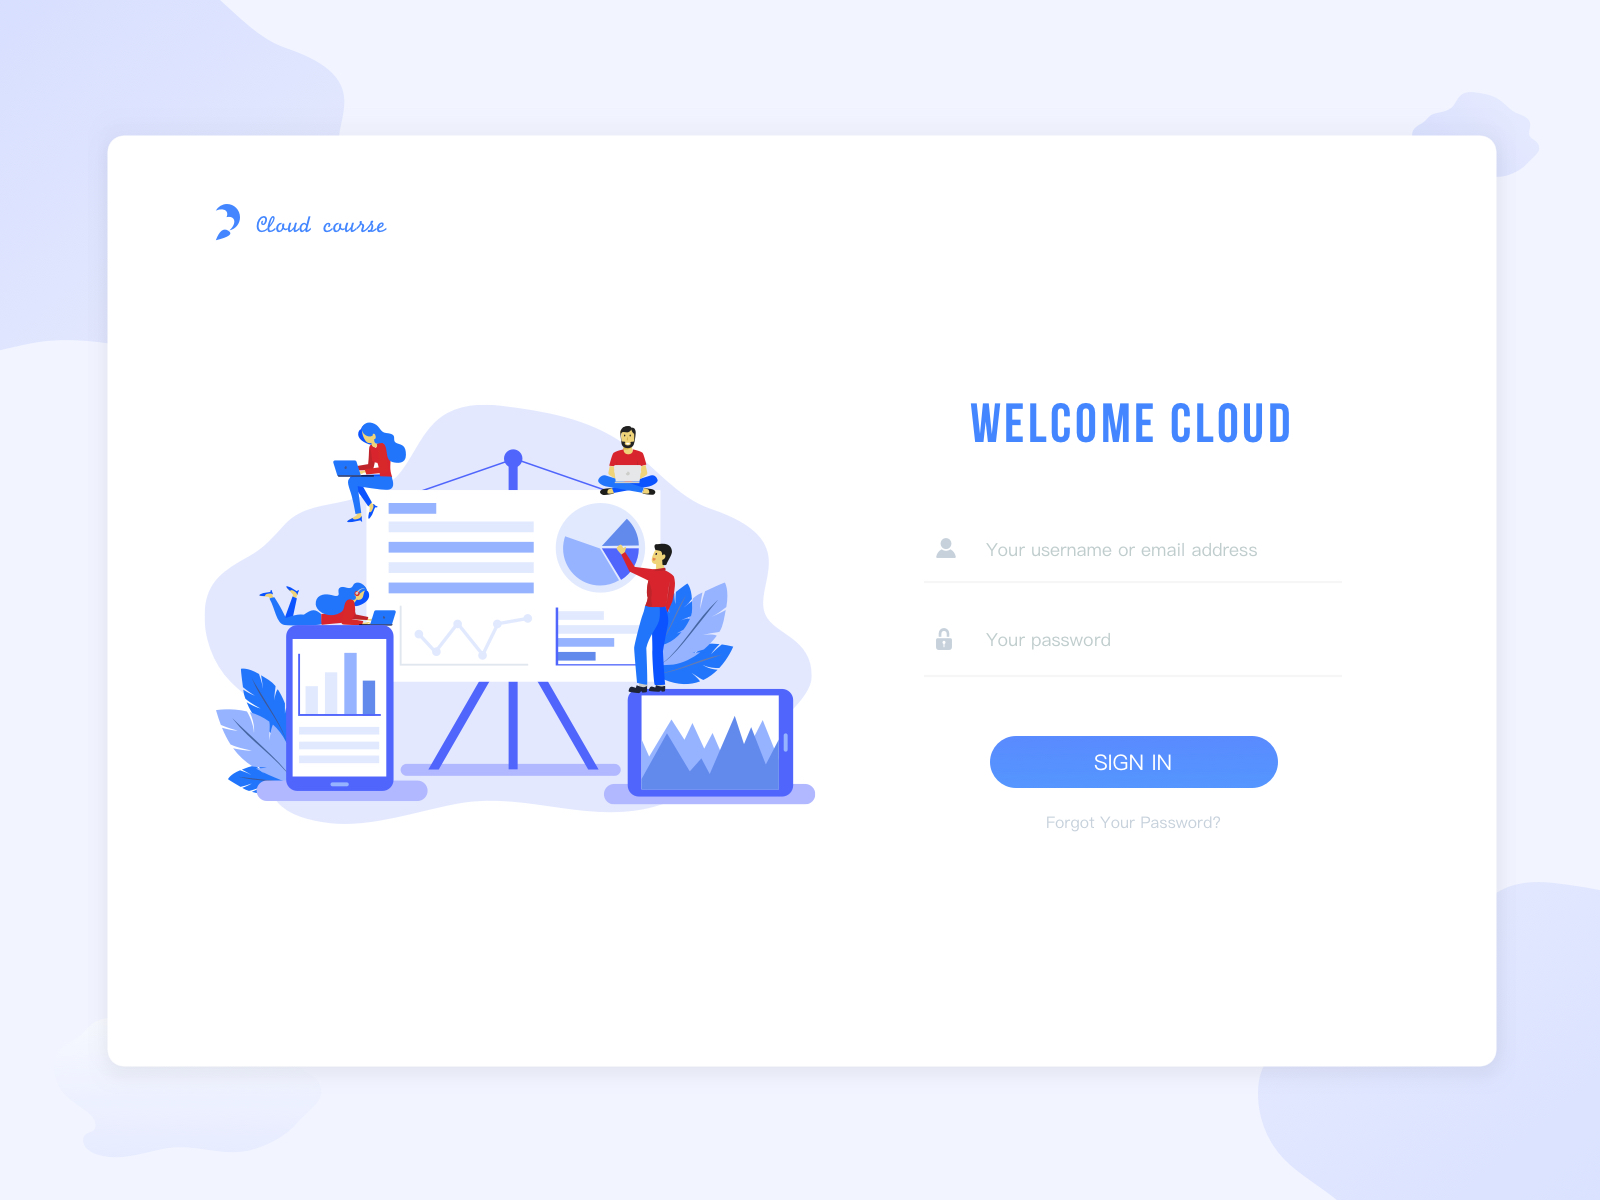 Cloud course
WELCOME CLOUD
Your username or email address
Your password
SIGN IN
Forgot Your Password?